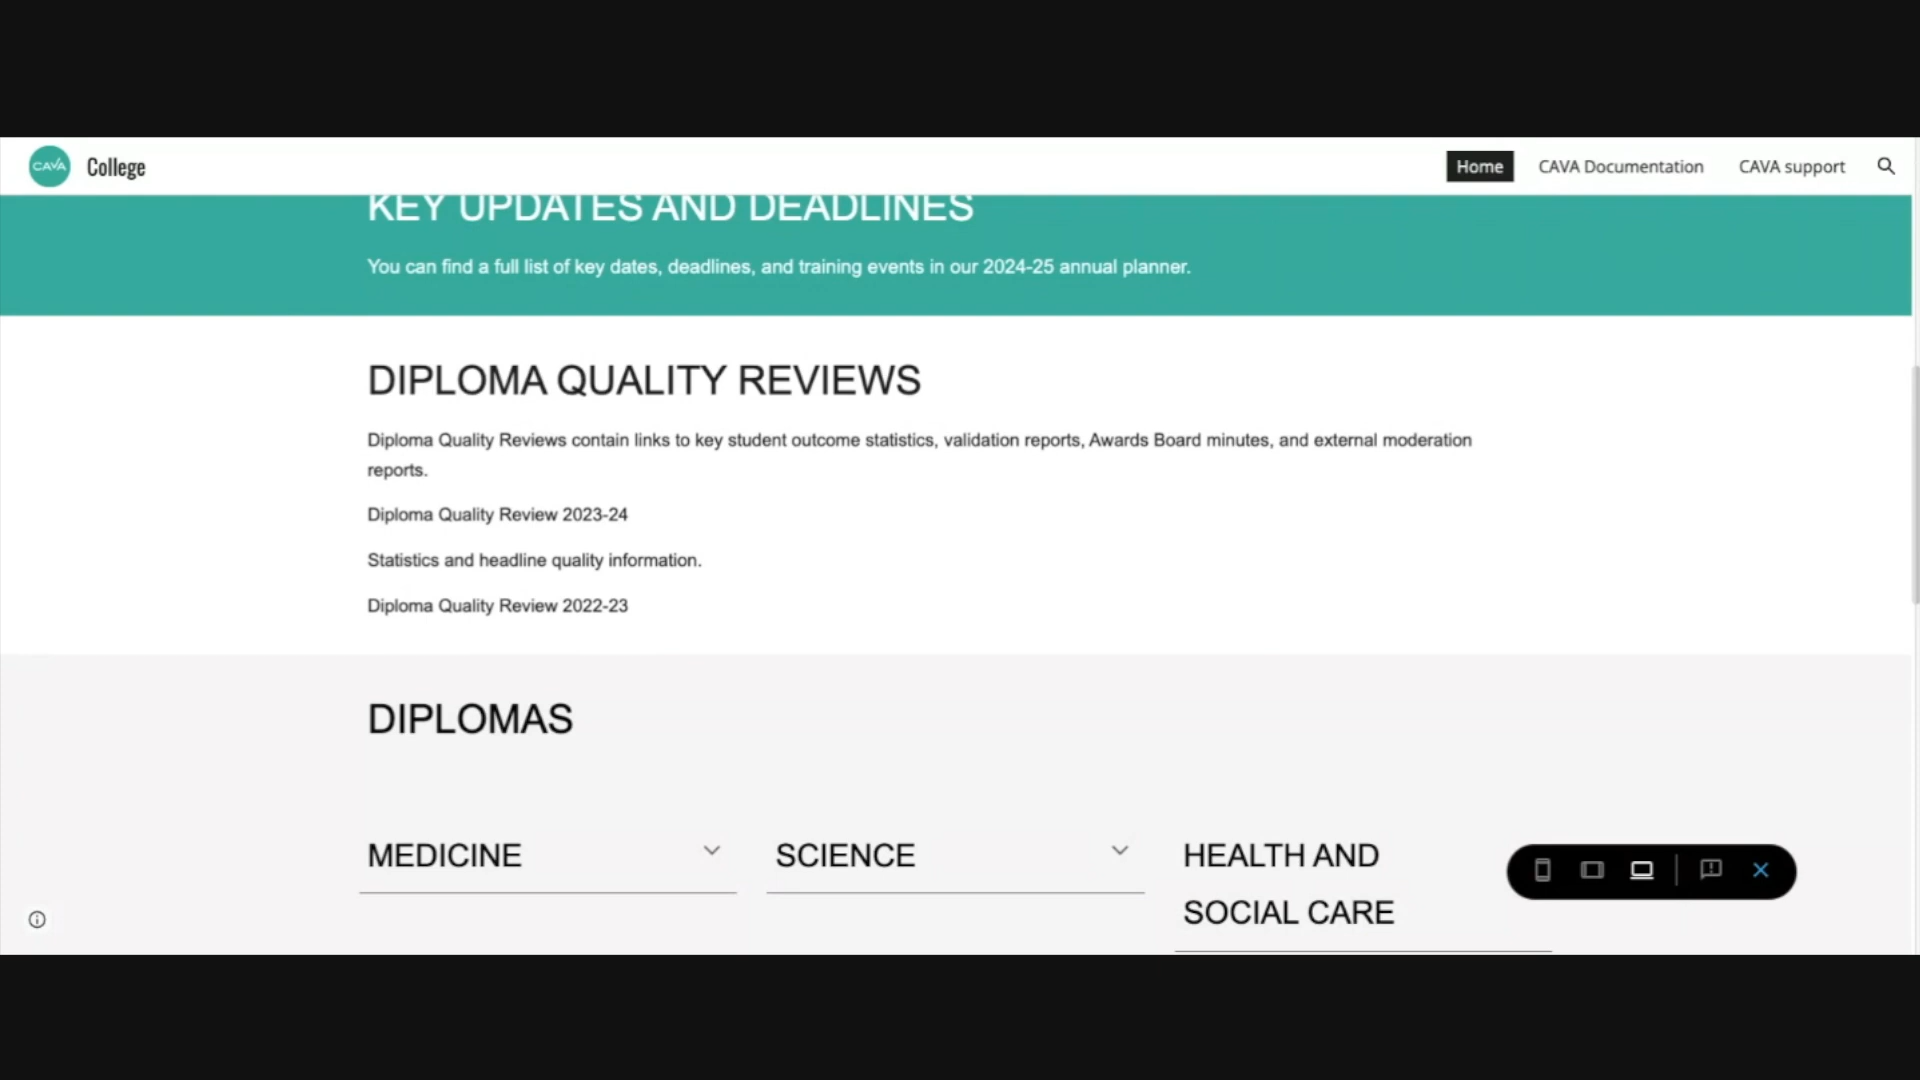 CAVA
College
Home
CAVA Documentation
CAVA support
KEY UPDATES AND DEADLINES
You can find a full list of key dates, deadlines, and training events in our 2024-25 annual planner.
DIPLOMA QUALITY REVIEWS
Diploma Quality Reviews contain links to key student outcome statistics, validation reports, Awards Board minutes, and external moderation
reports.
Diploma Quality Review 2023-24
Statistics and headline quality information.
Diploma Quality Review 2022-23
DIPLOMAS
MEDICINE
SCIENCE
HEALTH AND
SOCIAL CARE